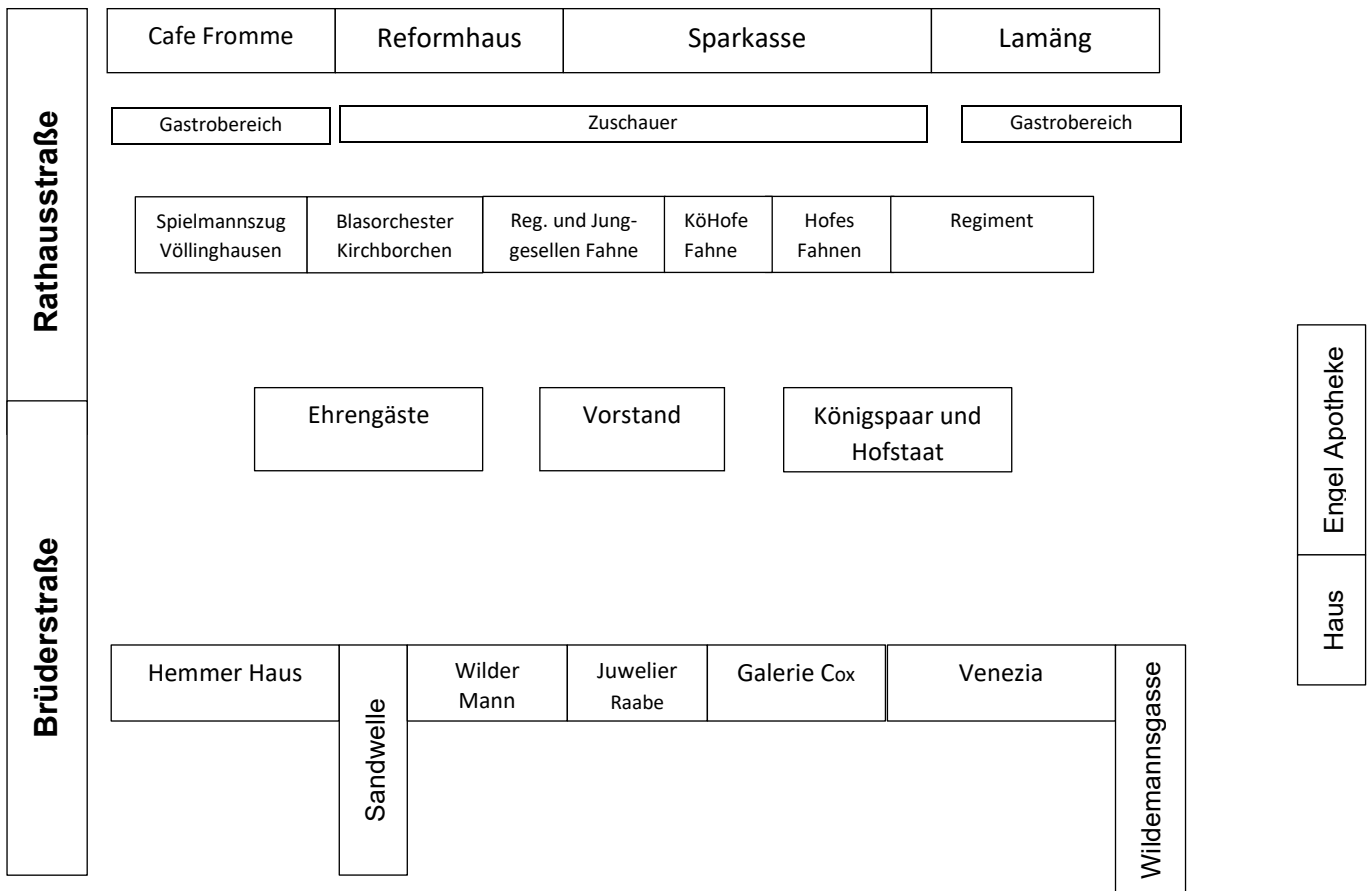 Cafe Fromme
Reformhaus
Sparkasse
Lamäng
Gastrobereich
Zuschauer
Gastrobereich
Rathausstraße
Spielmannszug
Völlinghausen
Blasorchester
Kirchborchen
Reg. und Jung-
gesellen Fahne
KöHofe
Fahne
Hofes
Fahnen
Regiment
Ehrengäste
Vorstand
Königspaar und
Hofstaat
Engel Apotheke
Haus
Brüderstraße
Hemmer Haus
Sandwelle
Wilder
Mann
Juwelier
Raabe
Galerie Cox
Venezia
Wildemannsgasse